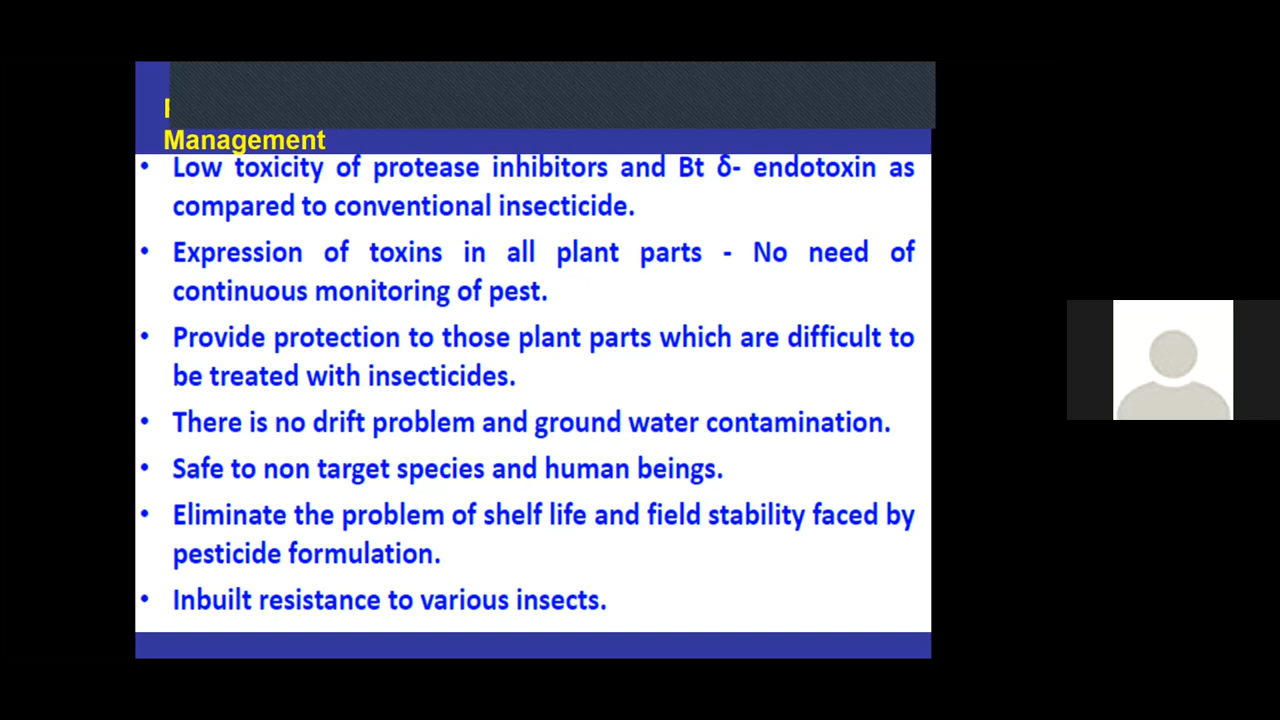 Management
• Low toxicity of protease inhibitors and Bt δ- endotoxin as
compared to conventional insecticide.
• Expression of toxins in all plant parts - No need of
continuous monitoring of pest.
• Provide protection to those plant parts which are difficult to
be treated with insecticides.
• There is no drift problem and ground water contamination.
• Safe to non target species and human beings.
• Eliminate the problem of shelf life and field stability faced by
pesticide formulation.
• Inbuilt resistance to various insects.